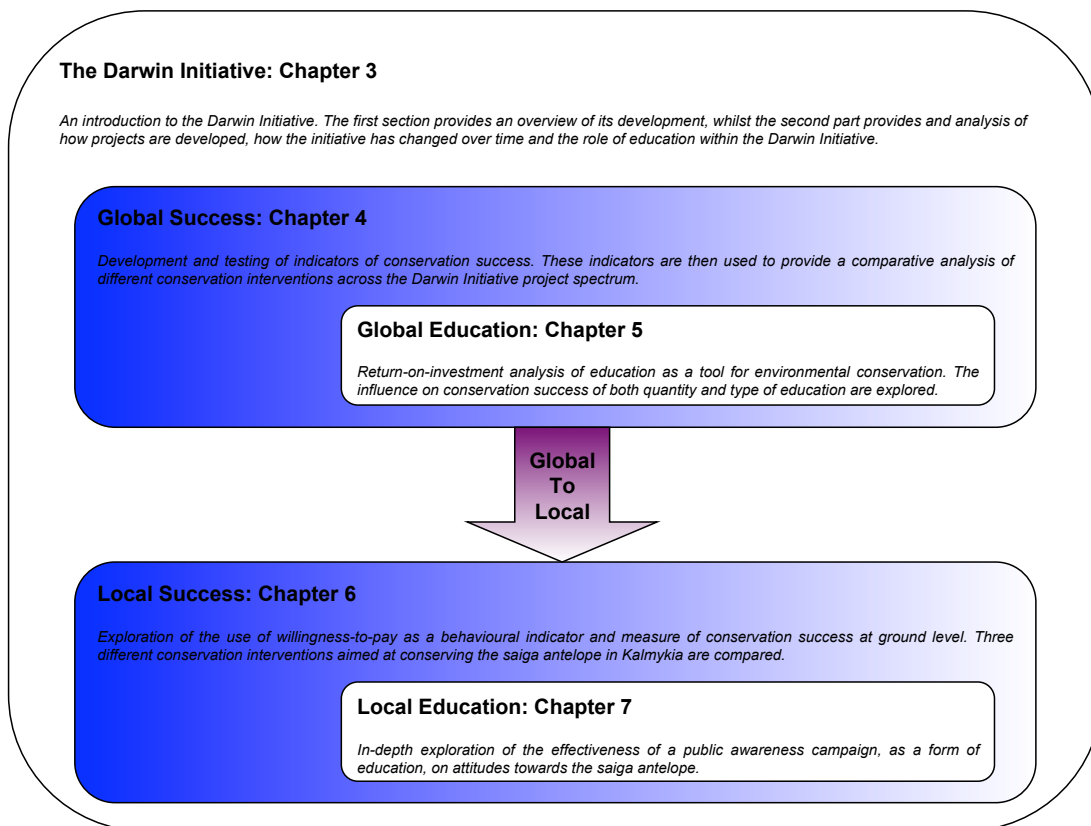 The Darwin Initiative: Chapter 3
An introduction to the Darwin Initiative. The first section provides an overview of its development, whilst the second part provides and analysis of
how projects are developed, how the initiative has changed over time and the role of education within the Darwin Initiative.
Global Success: Chapter 4
Development and testing of indicators of conservation success. These indicators are then used to provide a comparative analysis of
different conservation interventions across the Darwin Initiative project spectrum.
Global Education: Chapter 5
Return-on-investment analysis of education as a tool for environmental conservation. The
influence on conservation success of both quantity and type of education are explored.
Global
To
Local
Local Success: Chapter 6
Exploration of the use of willingness-to-pay as a behavioural indicator and measure of conservation success at ground level. Three
different conservation interventions aimed at conserving the saiga antelope in Kalmykia are compared.
Local Education: Chapter 7
In-depth exploration of the effectiveness of a public awareness campaign, as a form of
education, on attitudes towards the saiga antelope.